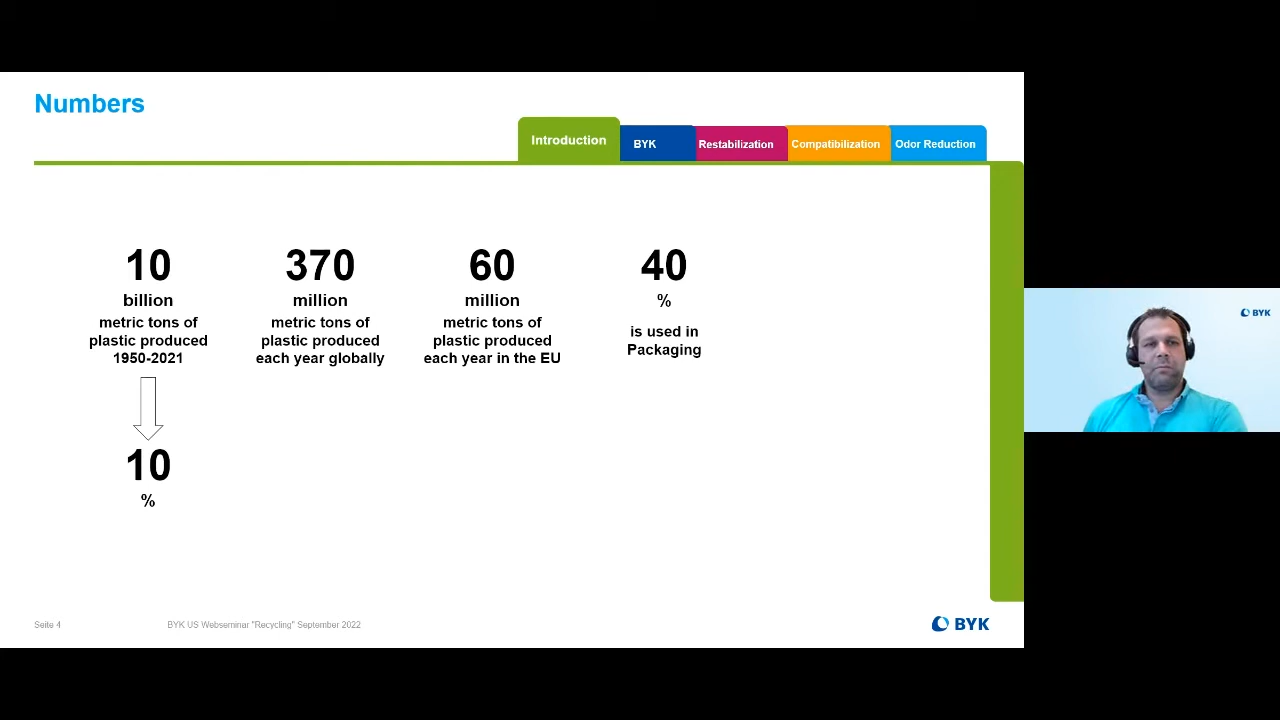 Numbers
Introduction
BYK
Restabilization
Compatibilization
Odor Reduction
10
billion
metric tons of
plastic produced
1950-2021
370
million
metric tons of
plastic produced
each year globally
60
million
metric tons of
plastic produced
each year in the EU
40
%
is used in
Packaging
10
%
BYK
Seite 4
BYK US Webseminar "Recycling" September 2022
BYK